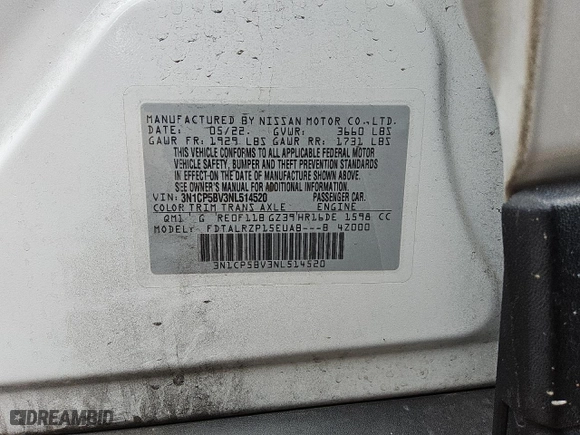 MANUFACTURED BY NISSAN MOTOR CO.,LTD.
DATE: 05/22. GVWR: 3660 LBS
GAWR FR: 1929 LBS GAWR RR: 1731 LBS
THIS VEHICLE CONFORMS TO ALL APPLICABLE FEDERAL MOTOR
VEHICLE SAFETY, BUMPER AND THEFT PREVENTION STANDARDS
IN EFFECT ON THE DATE OF MANUFACTURE SHOWN ABOVE.
*SEE OWNER'S MANUAL FOR ADDITIONAL INFORMATION
VIN: 3N1CP5BV3NL514520 PASSENGER CAR.
COLOR TRIM TRANS AXLE ENGINE
QM1 G RE0F11B GZ39 HR16DE 1598 CC
MODEL: FDTALRZP15EUA8---B 4Z000
3N1CP5BV3NL514520
DREAMBID